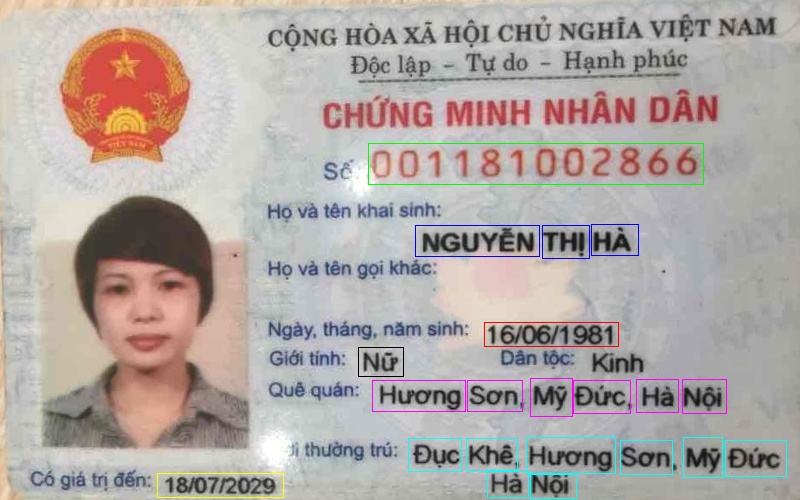 CỘNG HÒA XÃ HỘI CHỦ NGHĨA VIỆT NAM
Độc lập - Tự do - Hạnh phúc
VIỆT NAM
CHỨNG MINH NHÂN DÂN
Số 001181002866
Họ và tên khai sinh:
NGUYỄN THỊ HÀ
Họ và tên gọi khác:
Ngày, tháng, năm sinh: 16/06/1981
Giới tính: Nữ Dân tộc: Kinh
Quê quán: Hương Sơn, Mỹ Đức, Hà Nội
thường trú: Đục Khê, Hương Sơn, Mỹ Đức
Hà Nội
Có giá trị đến: 18/07/2029